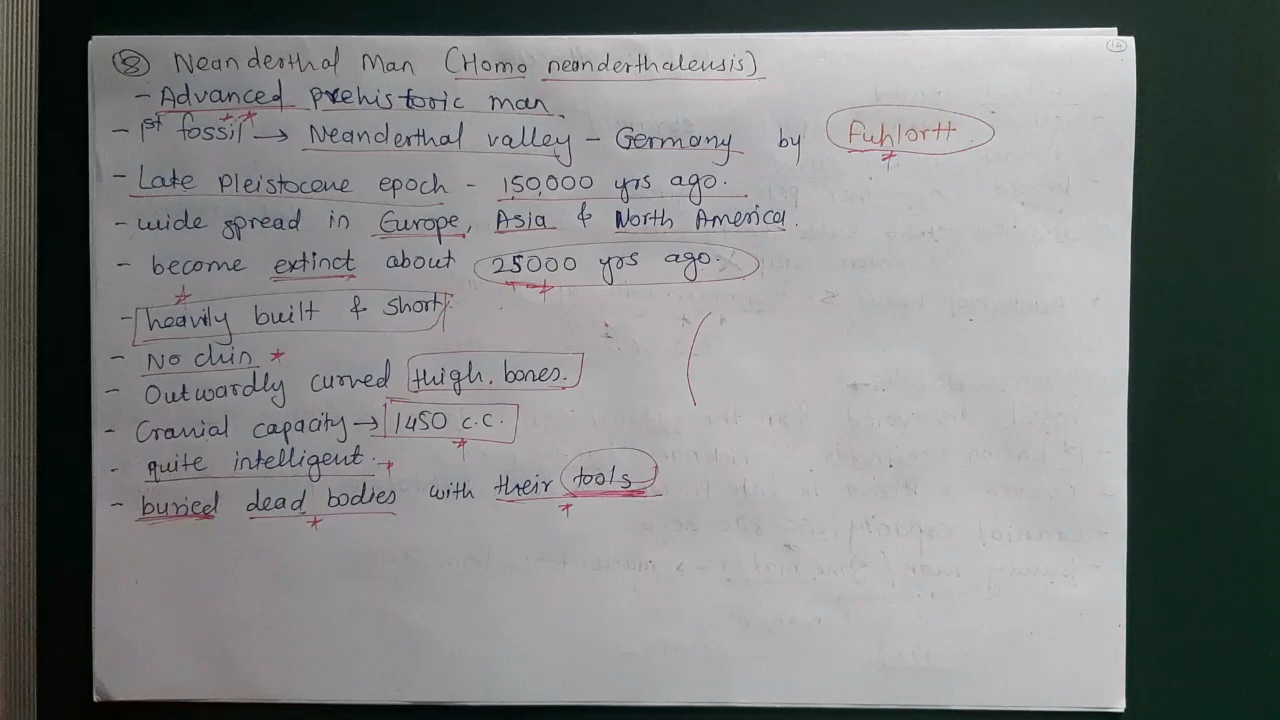 14
⑧ Neanderthal Man (Homo neanderthalensis)
- Advanced prehistoric man
- 1st fossil → Neanderthal valley - Germany by Fuhlortt
- Late pleistocene epoch - 150,000 yrs ago.
- wide spread in Europe, Asia & North America.
- become extinct about 25000 yrs ago.
- heavily built & short.
- No chin *
- Outwardly curved thigh. bones.
- Cranial capacity → 1450 c.c.
- quite intelligent.
- buried dead bodies with their tools